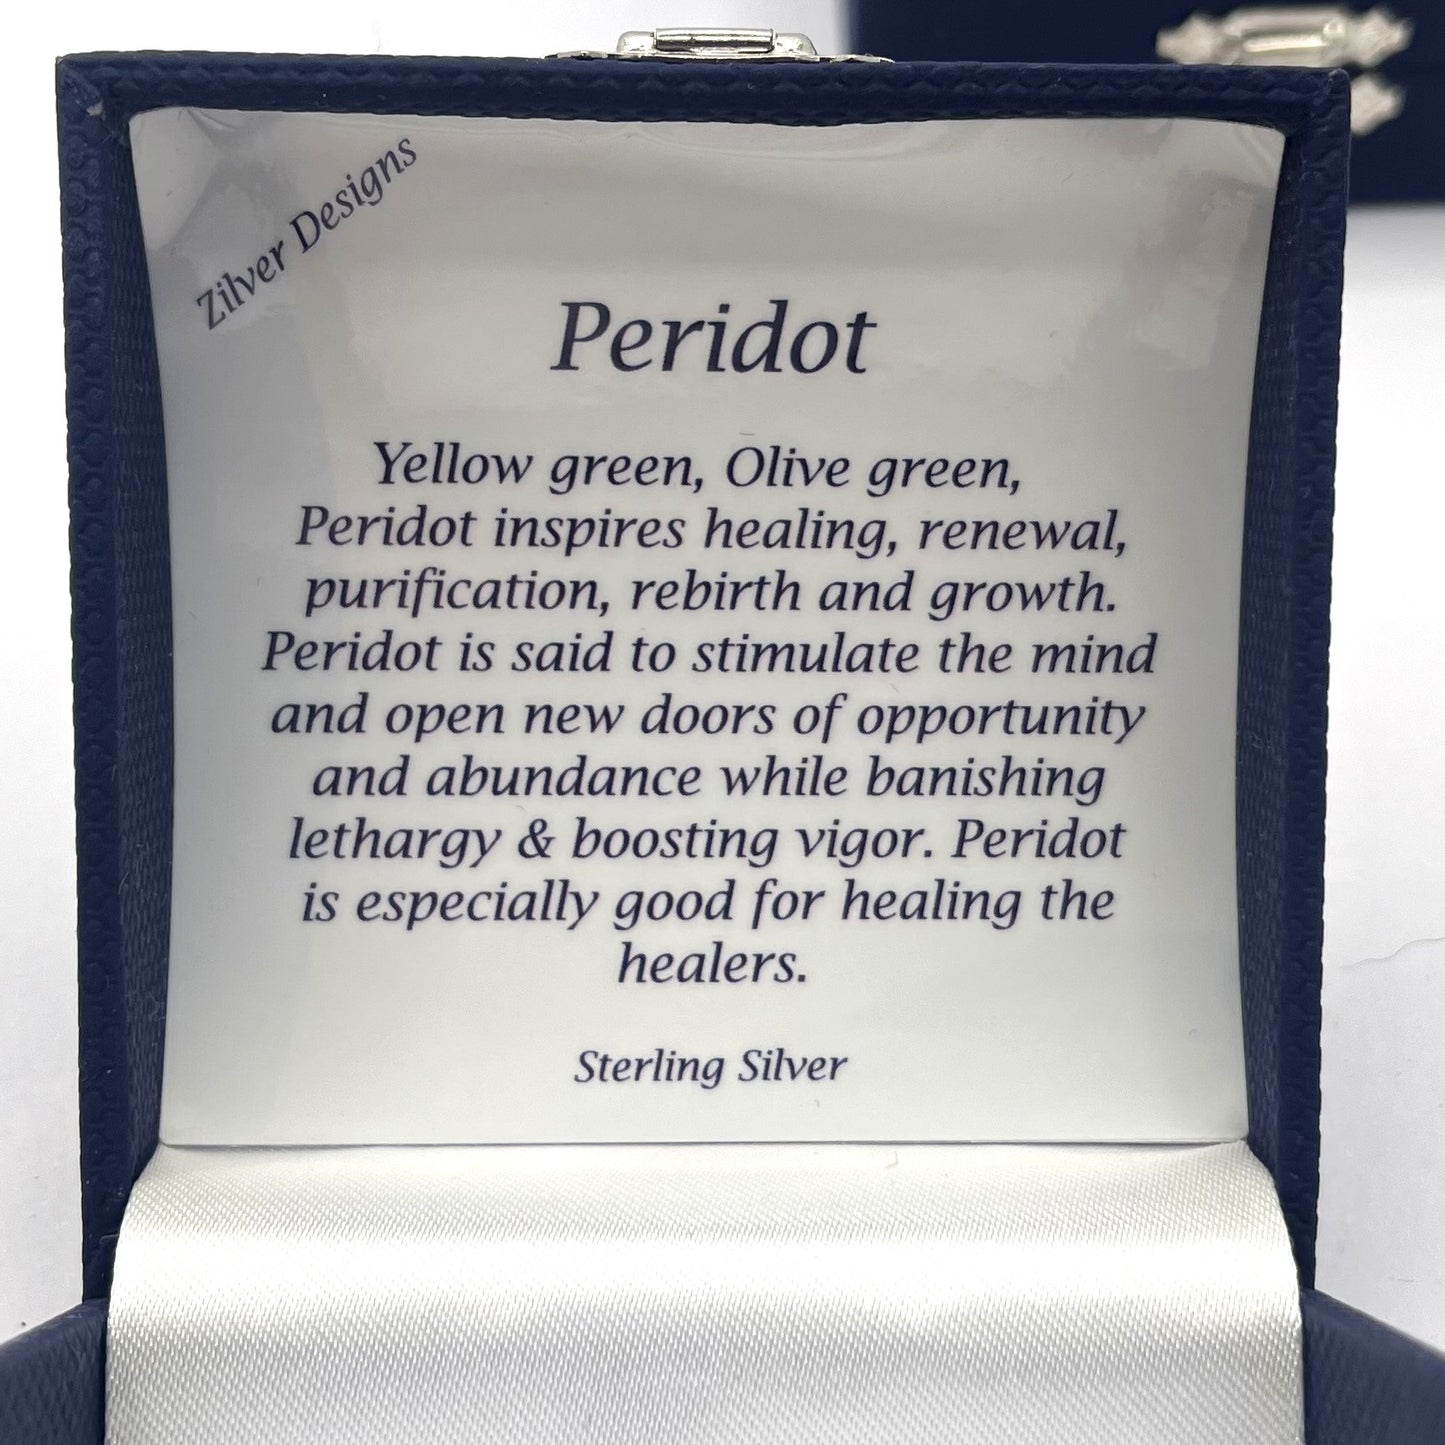 Zilver Designs
Peridot
Yellow green, Olive green,
Peridot inspires healing, renewal,
purification, rebirth and growth.
Peridot is said to stimulate the mind
and open new doors of opportunity
and abundance while banishing
lethargy & boosting vigor. Peridot
is especially good for healing the
healers.
Sterling Silver